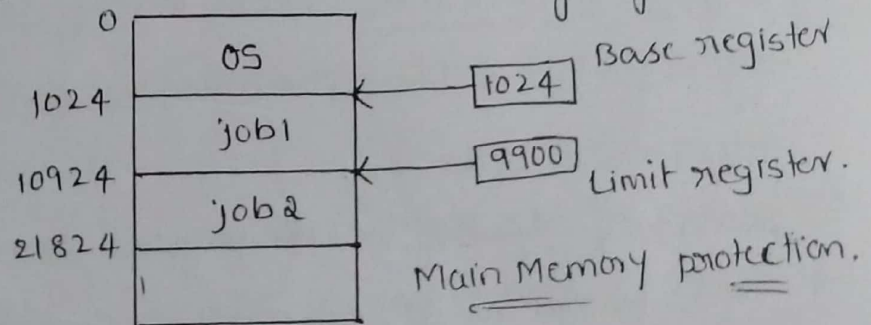 0
OS
Base register
1024
1024
job1
9900
Limit register.
10924
job2
21824
Main Memory protection.